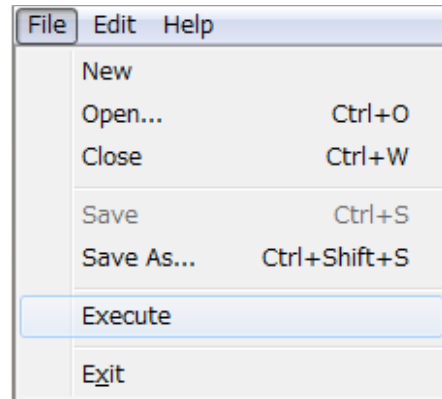 File Edit Help
New
Open... Ctrl+O
Close Ctrl+W
Save Ctrl+S
Save As... Ctrl+Shift+S
Execute
Exit